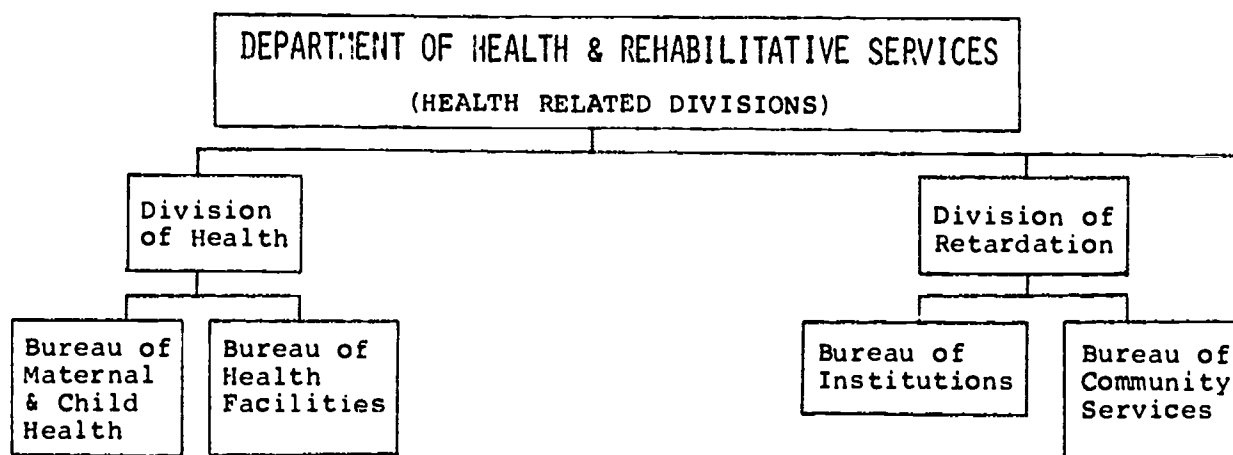 DEPARTMENT OF HEALTH & REHABILITATIVE SERVICES
(HEALTH RELATED DIVISIONS)
Division
of Health
Division of
Retardation
Bureau of
Maternal
& Child
Health
Bureau of
Health
Facilities
Bureau of
Institutions
Bureau of
Community
Services